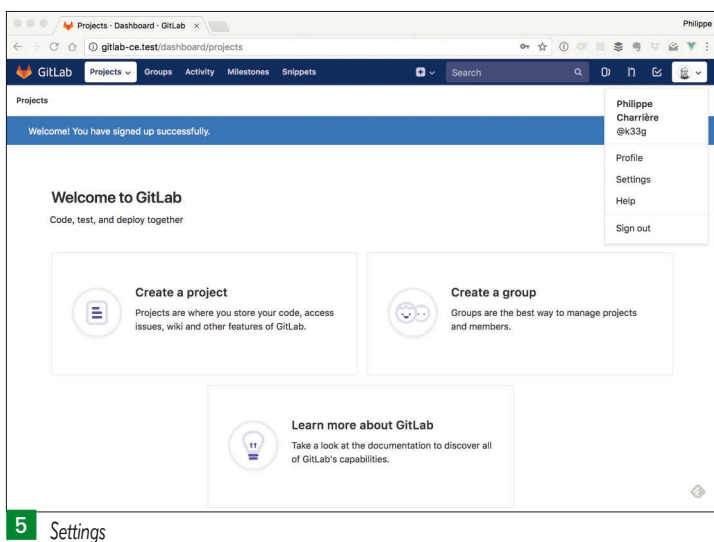 Projects · Dashboard · GitLab ×
Philippe
gitlab-ce.test/dashboard/projects
GitLab Projects Groups Activity Milestones Snippets Search
Projects
Philippe
Charrière
@k33g
Welcome! You have signed up successfully.
Profile
Settings
Help
Sign out
Welcome to GitLab
Code, test, and deploy together
Create a project
Projects are where you store your code, access
issues, wiki and other features of GitLab.
Create a group
Groups are the best way to manage projects
and members.
Learn more about GitLab
Take a look at the documentation to discover all
of GitLab's capabilities.
5 Settings